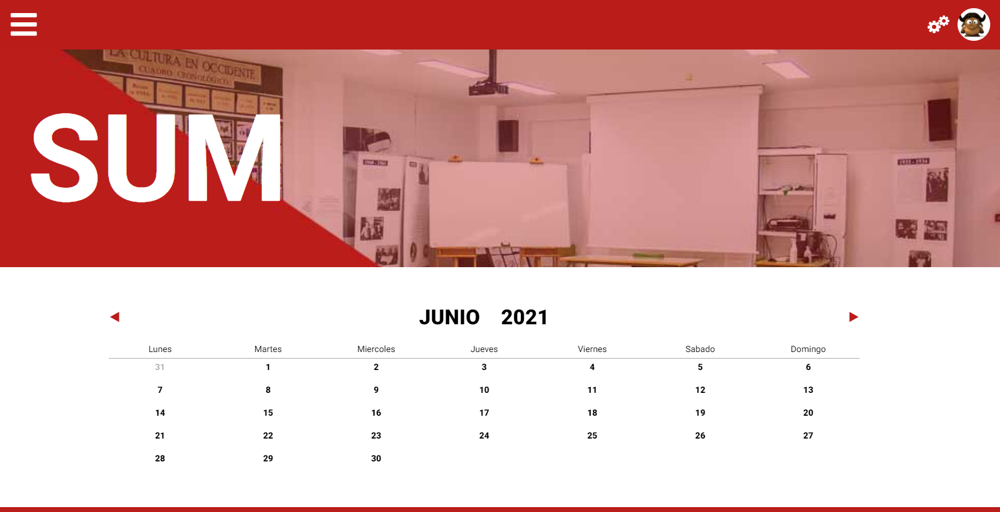 LA CULTURA EN OCCIDENTE
CUADRO CRONOLÓGICO
SUM
1933 - 1936
JUNIO 2021
Lunes Martes Miercoles Jueves Viernes Sabado Domingo
31 1 2 3 4 5 6
7 8 9 10 11 12 13
14 15 16 17 18 19 20
21 22 23 24 25 26 27
28 29 30